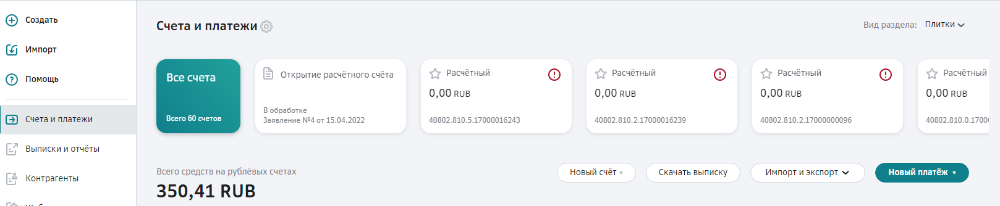 Создать
Импорт
Помощь
Счета и платежи
Выписки и отчёты
Контрагенты
Счета и платежи
Вид раздела: Плитки
Все счета
Всего 60 счетов
Открытие расчётного счёта
В обработке
Заявление №4 от 15.04.2022
Расчётный
0,00 RUB
40802.810.5.17000016243
Расчётный
0,00 RUB
40802.810.2.17000016239
Расчётный
0,00 RUB
40802.810.2.17000000096
Расчётный
0,00 RUB
40802.810.0.1700
Всего средств на рублёвых счетах
350,41 RUB
Новый счёт
Скачать выписку
Импорт и экспорт
Новый платёж